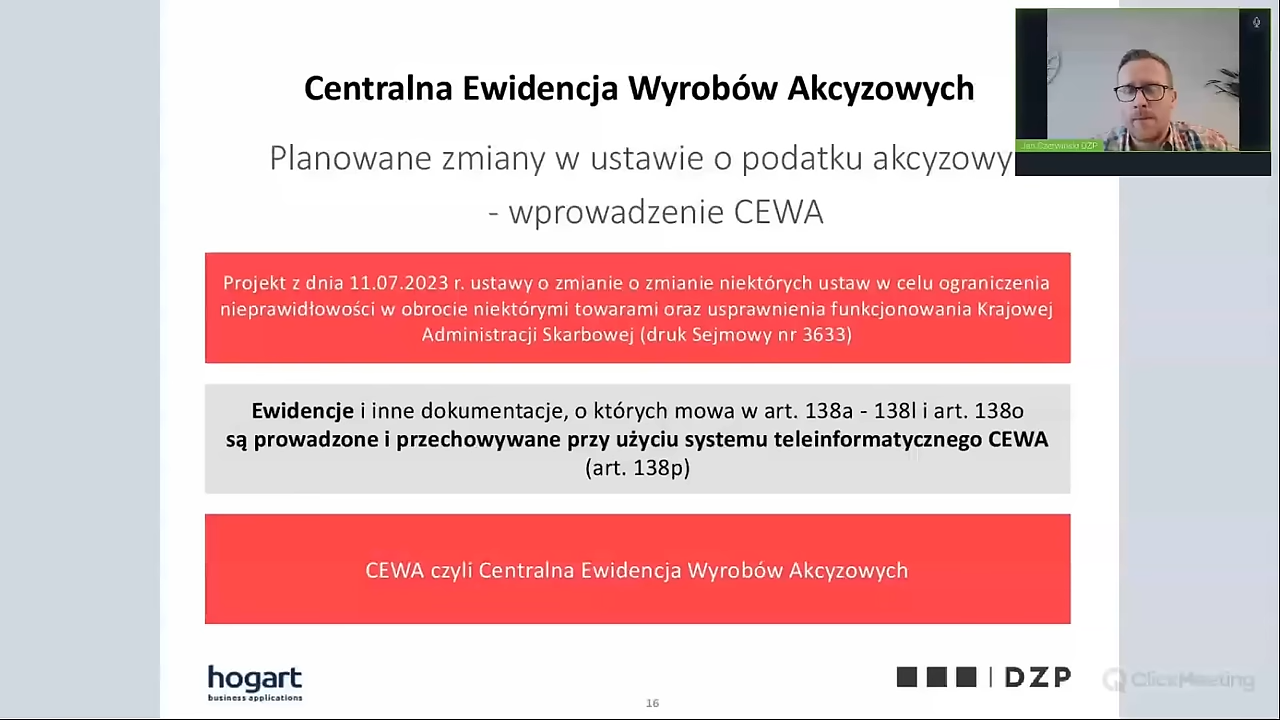 Centralna Ewidencja Wyrobów Akcyzowych
Planowane zmiany w ustawie o podatku akcyzowy
- wprowadzenie CEWA
Projekt z dnia 11.07.2023 r. ustawy o zmianie o zmianie niektórych ustaw w celu ograniczenia
nieprawidłowości w obrocie niektórymi towarami oraz usprawnienia funkcjonowania Krajowej
Administracji Skarbowej (druk Sejmowy nr 3633)
Ewidencje i inne dokumentacje, o których mowa w art. 138a - 138l i art. 138o
są prowadzone i przechowywane przy użyciu systemu teleinformatycznego CEWA
(art. 138p)
CEWA czyli Centralna Ewidencja Wyrobów Akcyzowych
hogart
business applications
DZP
16
ClickMeeting
Jan Czerwiński DZP